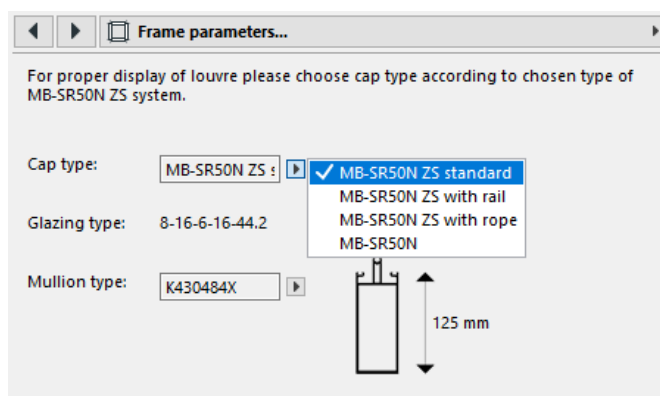 Frame parameters...
For proper display of louvre please choose cap type according to chosen type of
MB-SR50N ZS system.
Cap type:
MB-SR50N ZS
MB-SR50N ZS standard
MB-SR50N ZS with rail
MB-SR50N ZS with rope
MB-SR50N
Glazing type:
8-16-6-16-44.2
Mullion type:
K430484X
125 mm